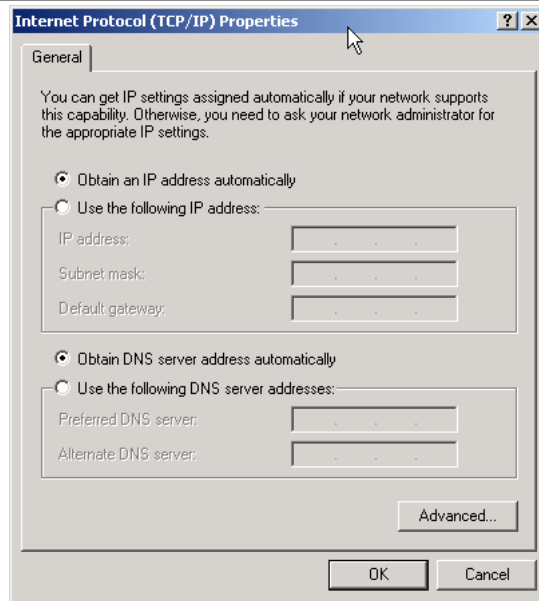 Internet Protocol (TCP/IP) Properties
General
You can get IP settings assigned automatically if your network supports
this capability. Otherwise, you need to ask your network administrator for
the appropriate IP settings.
Obtain an IP address automatically
Use the following IP address:
IP address:
Subnet mask:
Default gateway:
Obtain DNS server address automatically
Use the following DNS server addresses:
Preferred DNS server:
Alternate DNS server:
Advanced...
OK Cancel